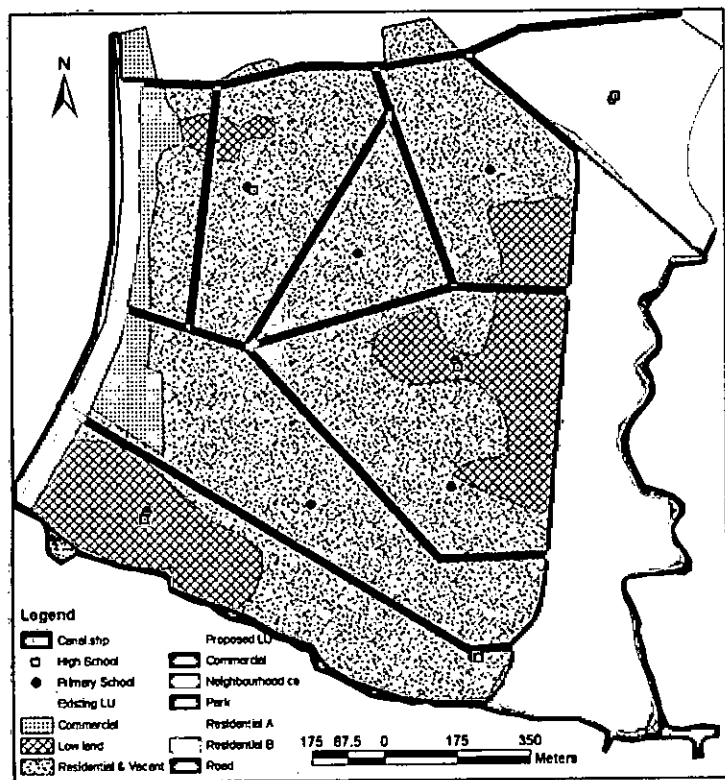 N
Legend
Canal strip
High School
Primary School
Existing LU
Commercial
Low land
Residential & Vacant
Proposed LU
Commercial
Neighbourhood ce
Park
Residential A
Residential B
Road
175 87.5 0 175 350
Meters